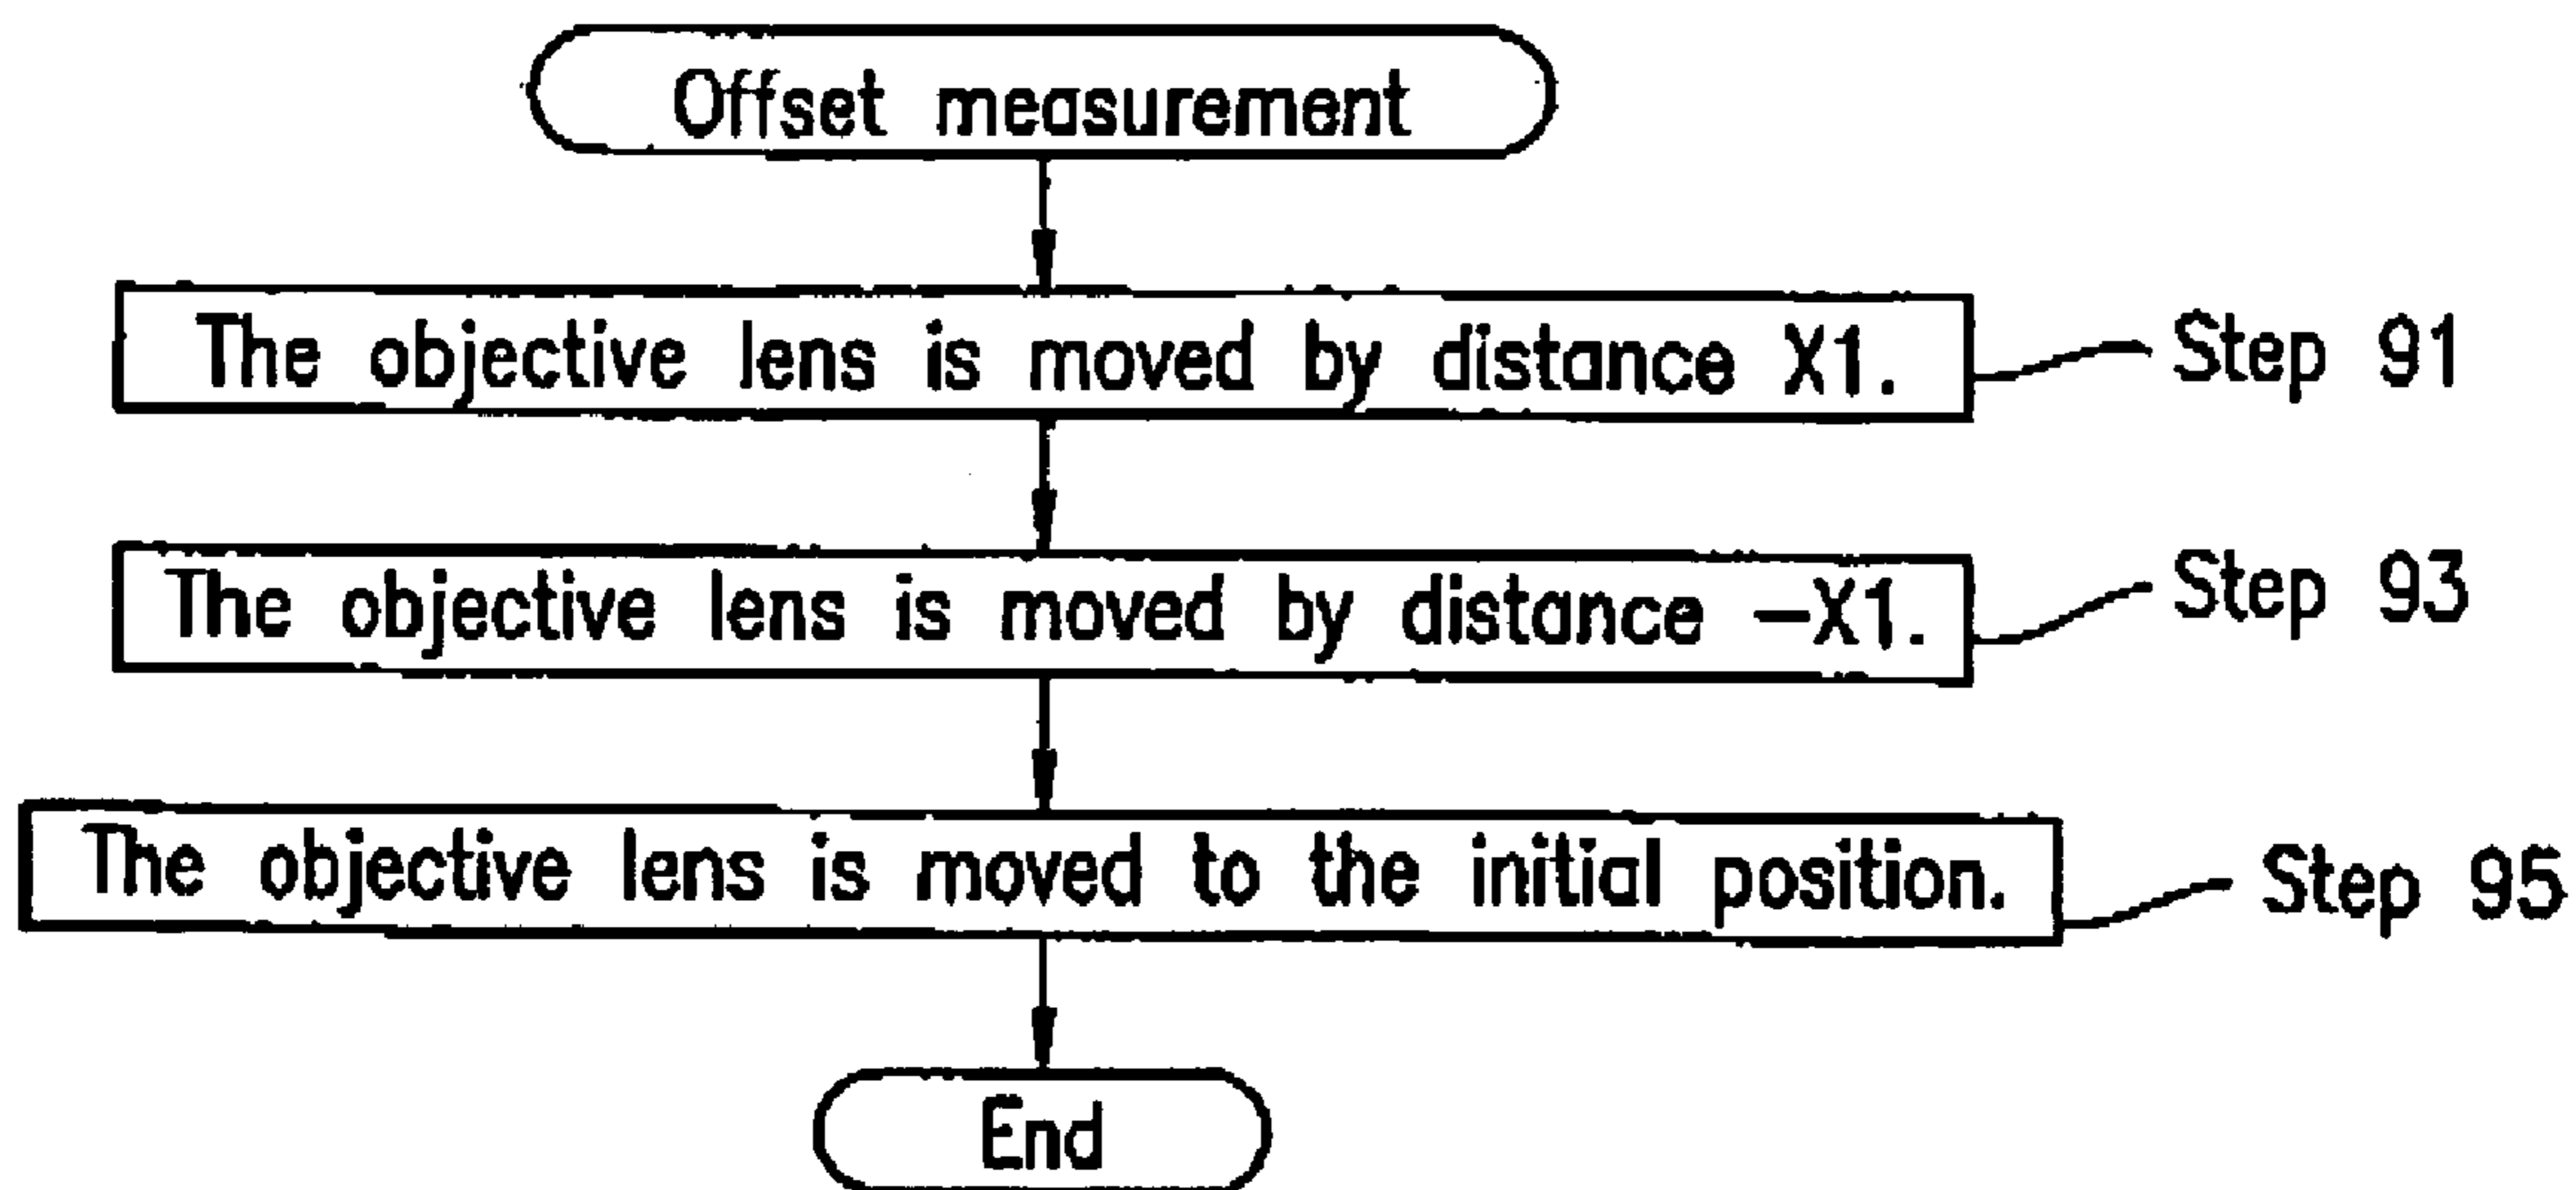 Offset measurement
The objective lens is moved by distance X1.
Step 91
The objective lens is moved by distance −X1.
Step 93
The objective lens is moved to the initial position.
Step 95
End